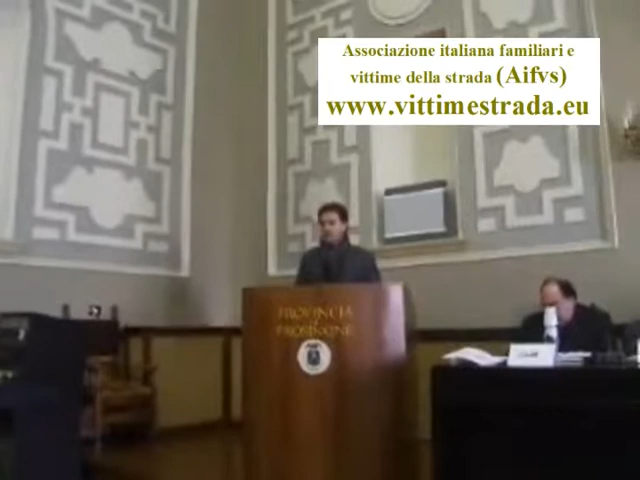 Associazione italiana familiari e
vittime della strada (Aifvs)
www.vittimestrada.eu
PROVINCIA
DI
FROSINONE